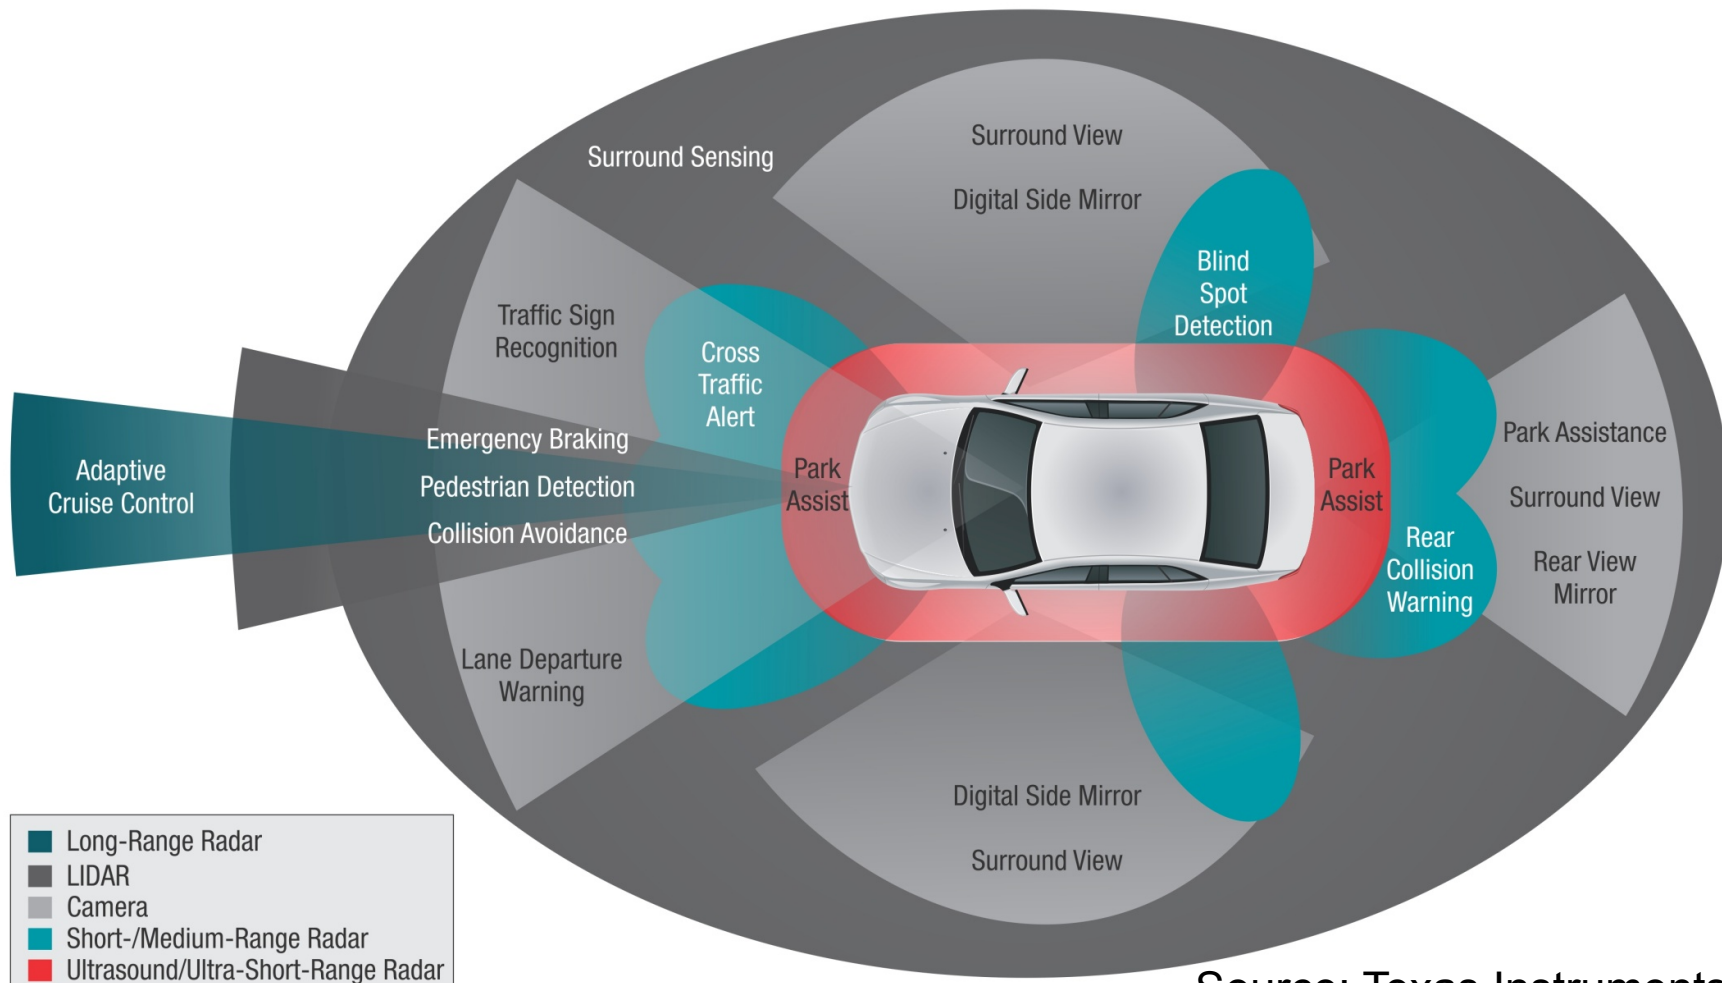 Surround Sensing
Surround View
Digital Side Mirror
Blind
Spot
Detection
Traffic Sign
Recognition
Cross
Traffic
Alert
Emergency Braking
Pedestrian Detection
Collision Avoidance
Adaptive
Cruise Control
Park
Assist
Park
Assist
Park Assistance
Surround View
Rear View
Mirror
Rear
Collision
Warning
Lane Departure
Warning
Digital Side Mirror
Surround View
Long-Range Radar
LIDAR
Camera
Short-/Medium-Range Radar
Ultrasound/Ultra-Short-Range Radar
Source: Texas Instruments